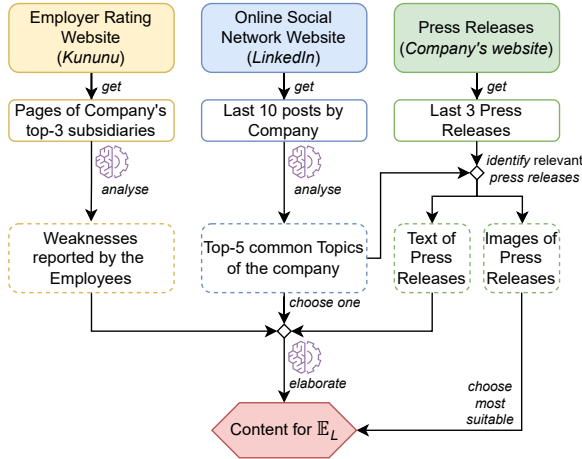 Employer Rating
Website
(Kununu)
Online Social
Network Website
(LinkedIn)
Press Releases
(Company's website)
get
get
get
Pages of Company's
top-3 subsidiaries
Last 10 posts by
Company
Last 3 Press
Releases
analyse
analyse
identify relevant
press releases
Weaknesses
reported by the
Employees
Top-5 common Topics
of the company
Text of
Press
Releases
Images of
Press
Releases
choose one
elaborate
choose
most
suitable
Content for 𝔼L